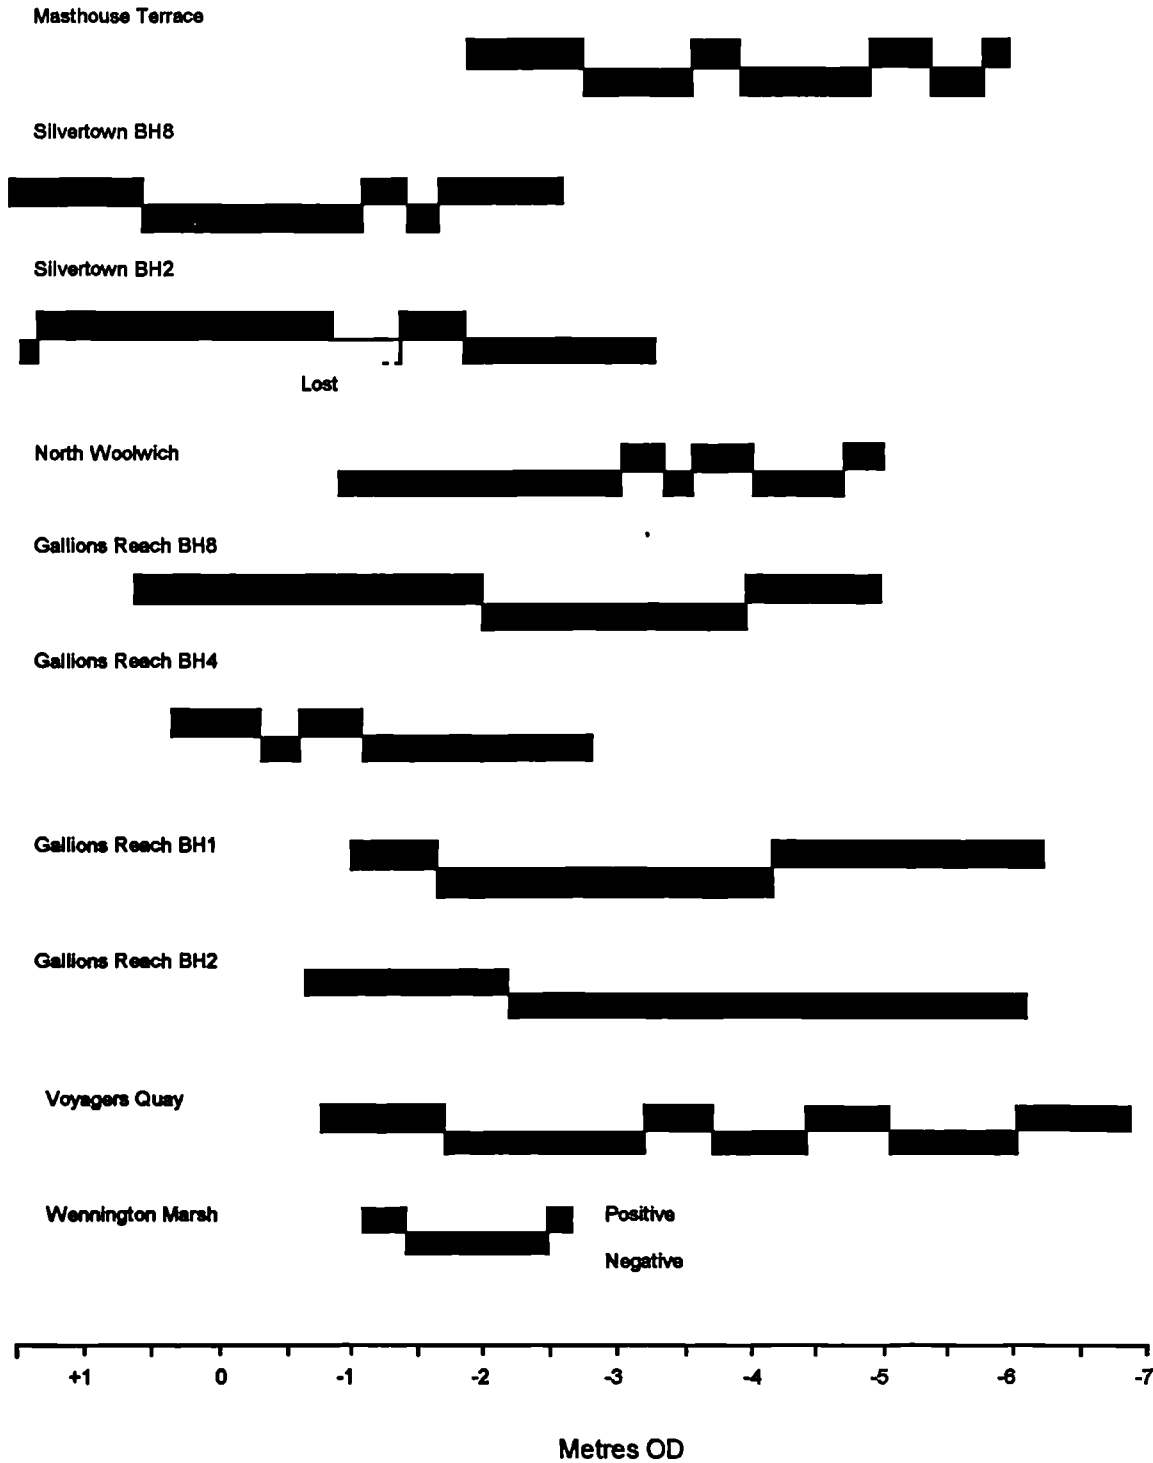 Masthouse Terrace
Silvertown BH8
Silvertown BH2
Lost
North Woolwich
Gallions Reach BH8
Gallions Reach BH4
Gallions Reach BH1
Gallions Reach BH2
Voyagers Quay
Wennington Marsh
Positive
Negative
+1 0 -1 -2 -3 -4 -5 -6 -7
Metres OD